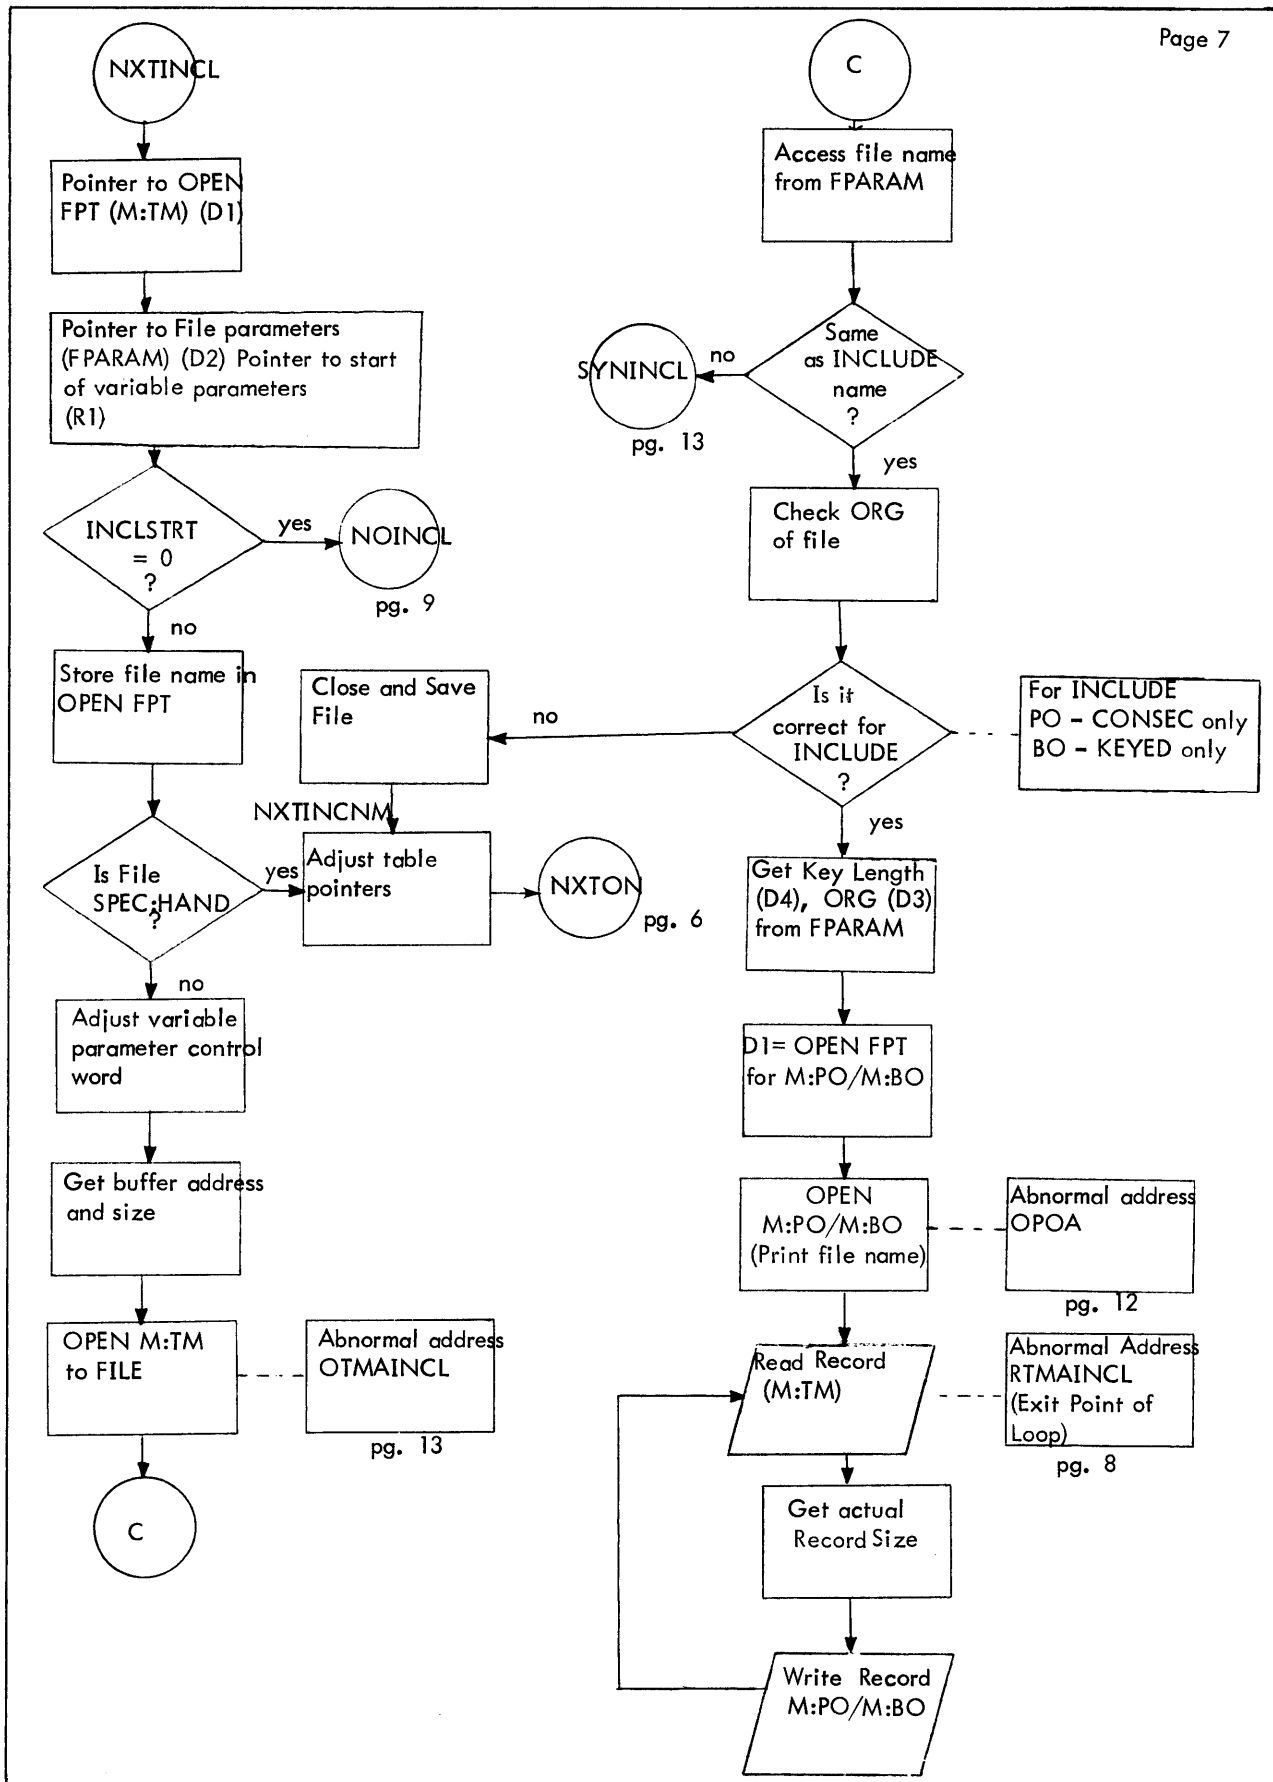 Page 7
NXTINCL
Pointer to OPEN
FPT (M:TM) (D1)
Pointer to File parameters
(FPARAM) (D2) Pointer to start
of variable parameters
(R1)
INCLSTRT
= 0
?
yes
NOINCL
pg. 9
no
Store file name in
OPEN FPT
Is File
SPEC:HAND
?
yes
no
Close and Save
File
NXTINCNM
Adjust table
pointers
NXTON
pg. 6
Adjust variable
parameter control
word
Get buffer address
and size
OPEN M:TM
to FILE
Abnormal address
OTMAINCL
pg. 13
C
C
Access file name
from FPARAM
Same
as INCLUDE
name
?
no
SYNINCL
pg. 13
yes
Check ORG
of file
Is it
correct for
INCLUDE
?
no
For INCLUDE
PO - CONSEC only
BO - KEYED only
yes
Get Key Length
(D4), ORG (D3)
from FPARAM
D1= OPEN FPT
for M:PO/M:BO
OPEN
M:PO/M:BO
(Print file name)
Abnormal address
OPOA
pg. 12
Read Record
(M:TM)
Abnormal Address
RTMAINCL
(Exit Point of
Loop)
pg. 8
Get actual
Record Size
Write Record
M:PO/M:BO